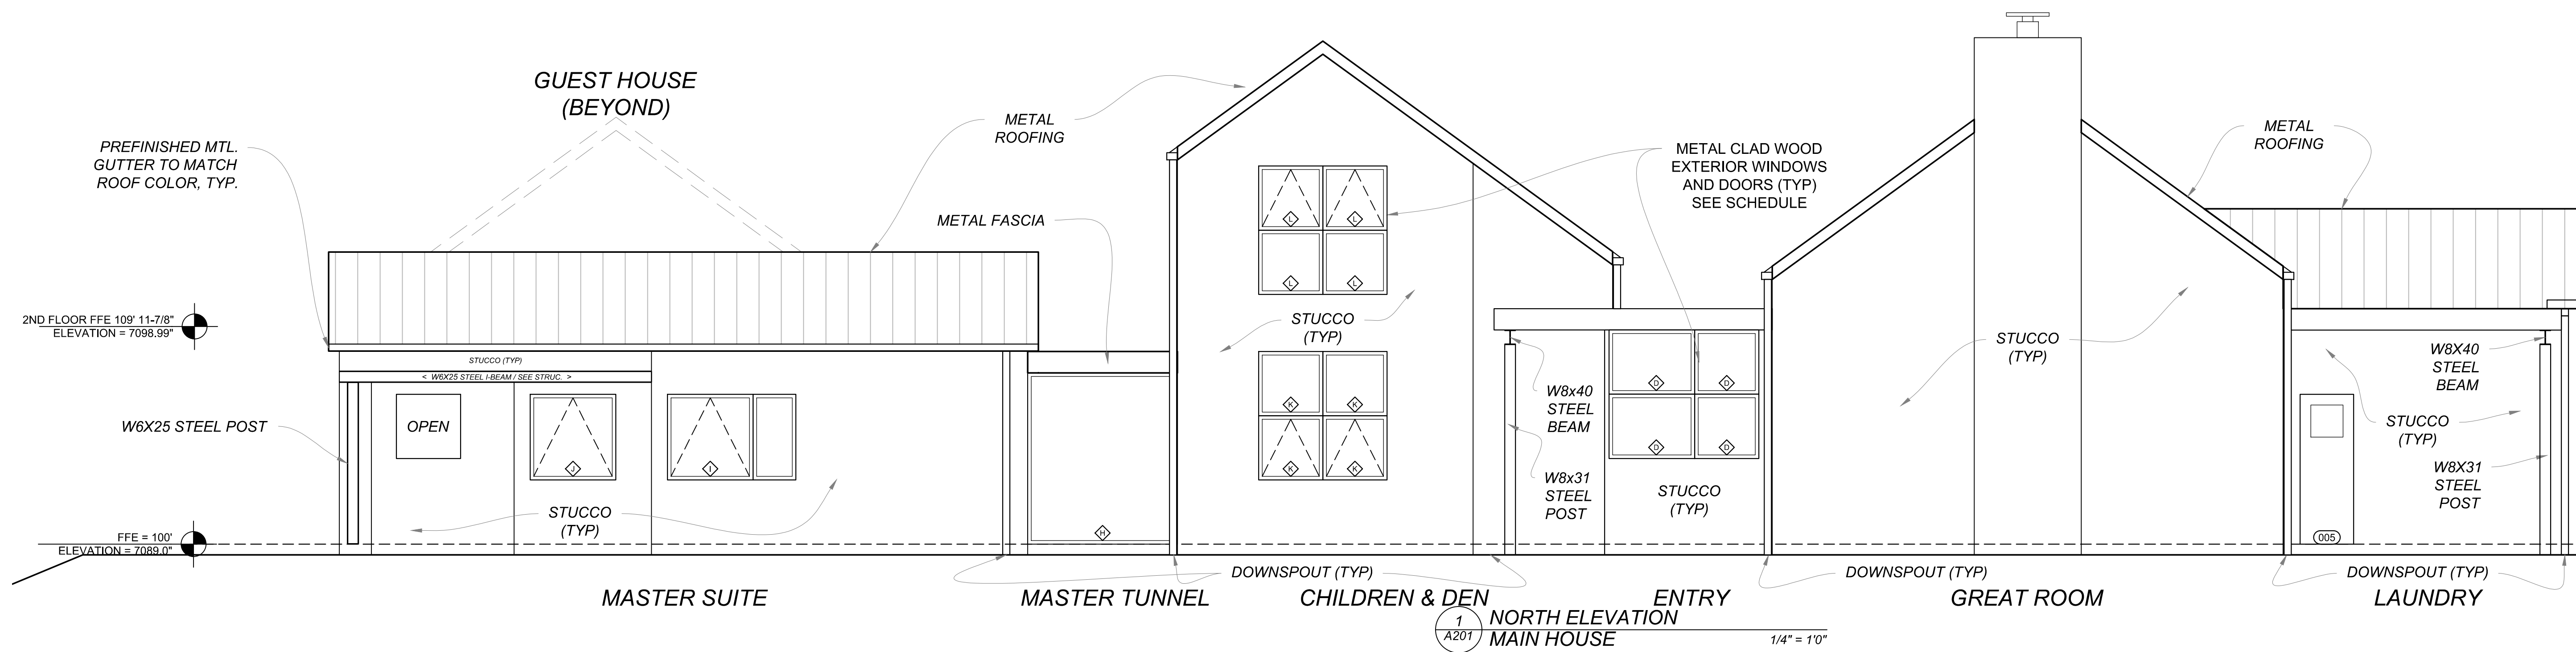 GUEST HOUSE
(BEYOND)
PREFINISHED MTL.
GUTTER TO MATCH
ROOF COLOR, TYP.
METAL
ROOFING
METAL FASCIA
METAL CLAD WOOD
EXTERIOR WINDOWS
AND DOORS (TYP)
SEE SCHEDULE
METAL
ROOFING
2ND FLOOR FFE 109' 11-7/8"
ELEVATION = 7098.99"
STUCCO (TYP)
< W6X25 STEEL I-BEAM / SEE STRUC. >
W6X25 STEEL POST
OPEN
J
I
STUCCO
(TYP)
FFE = 100'
ELEVATION = 7089.0"
H
L
L
L
L
STUCCO
(TYP)
K
K
K
K
W8x40
STEEL
BEAM
W8x31
STEEL
POST
D
D
D
D
STUCCO
(TYP)
STUCCO
(TYP)
W8X40
STEEL
BEAM
STUCCO
(TYP)
W8X31
STEEL
POST
005
DOWNSPOUT (TYP)
DOWNSPOUT (TYP)
DOWNSPOUT (TYP)
MASTER SUITE
MASTER TUNNEL
CHILDREN & DEN
ENTRY
GREAT ROOM
LAUNDRY
1
A201
NORTH ELEVATION
MAIN HOUSE
1/4" = 1'0"